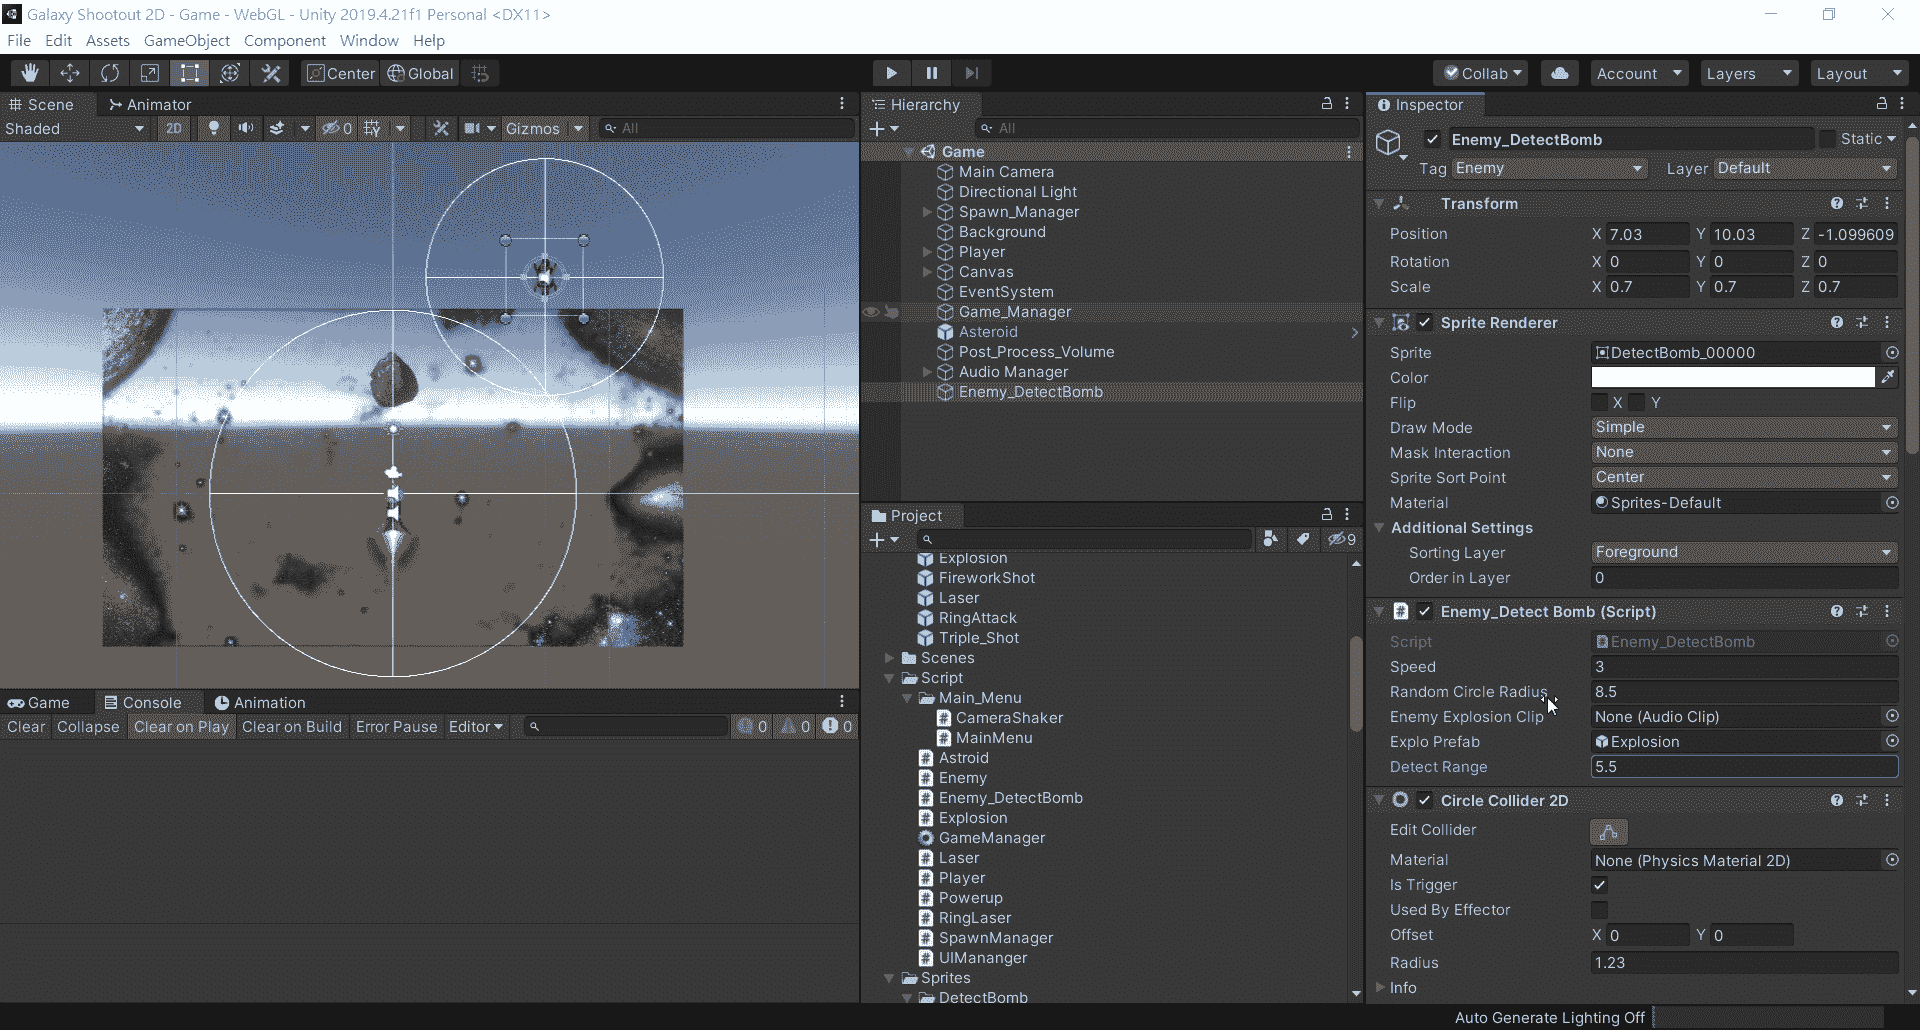 Galaxy Shootout 2D - Game - WebGL - Unity 2019.4.21f1 Personal <DX11>
File Edit Assets GameObject Component Window Help
Center Global
Collab Account Layers Layout
Scene Animator
Shaded 2D 0 Gizmos All
Game Console Animation
Clear Collapse Clear on Play Clear on Build Error Pause Editor 0 0 0
Hierarchy
All
Game
Main Camera
Directional Light
Spawn_Manager
Background
Player
Canvas
EventSystem
Game_Manager
Asteroid
Post_Process_Volume
Audio Manager
Enemy_DetectBomb
Project
9
Explosion
FireworkShot
Laser
RingAttack
Triple_Shot
Scenes
Script
Main_Menu
CameraShaker
MainMenu
Astroid
Enemy
Enemy_DetectBomb
Explosion
GameManager
Laser
Player
Powerup
RingLaser
SpawnManager
UIMananger
Sprites
DetectBomb
Inspector
Enemy_DetectBomb Static
Tag Enemy Layer Default
Transform
Position X 7.03 Y 10.03 Z -1.099609
Rotation X 0 Y 0 Z 0
Scale X 0.7 Y 0.7 Z 0.7
Sprite Renderer
Sprite DetectBomb_00000
Color
Flip X Y
Draw Mode Simple
Mask Interaction None
Sprite Sort Point Center
Material Sprites-Default
Additional Settings
Sorting Layer Foreground
Order in Layer 0
Enemy_Detect Bomb (Script)
Script Enemy_DetectBomb
Speed 3
Random Circle Radius 8.5
Enemy Explosion Clip None (Audio Clip)
Explo Prefab Explosion
Detect Range 5.5
Circle Collider 2D
Edit Collider
Material None (Physics Material 2D)
Is Trigger
Used By Effector
Offset X 0 Y 0
Radius 1.23
Info
Auto Generate Lighting Off